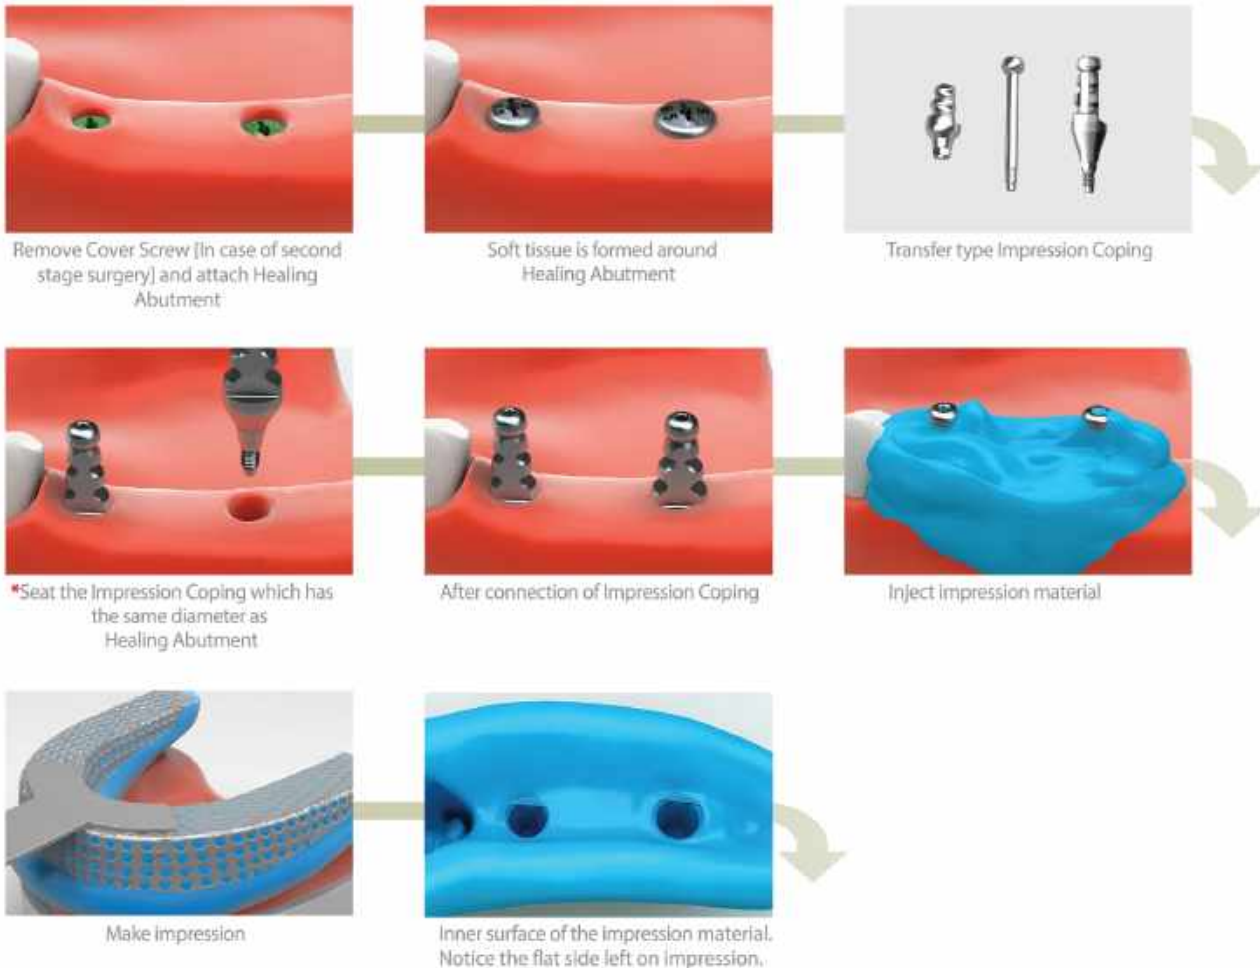 Remove Cover Screw [In case of second
stage surgery] and attach Healing
Abutment
Soft tissue is formed around
Healing Abutment
Transfer type Impression Coping
*Seat the Impression Coping which has
the same diameter as
Healing Abutment
After connection of Impression Coping
Inject impression material
Make impression
Inner surface of the impression material.
Notice the flat side left on impression.